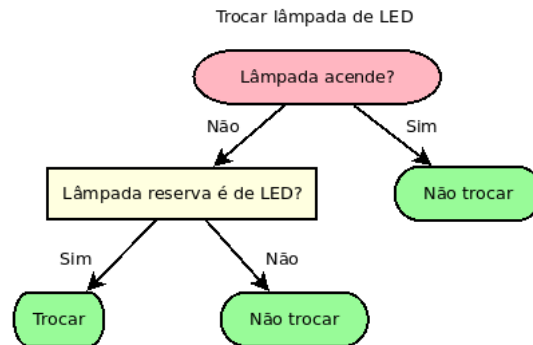 Trocar lâmpada de LED
Lâmpada acende?
Não
Sim
Lâmpada reserva é de LED?
Não trocar
Sim
Não
Trocar
Não trocar